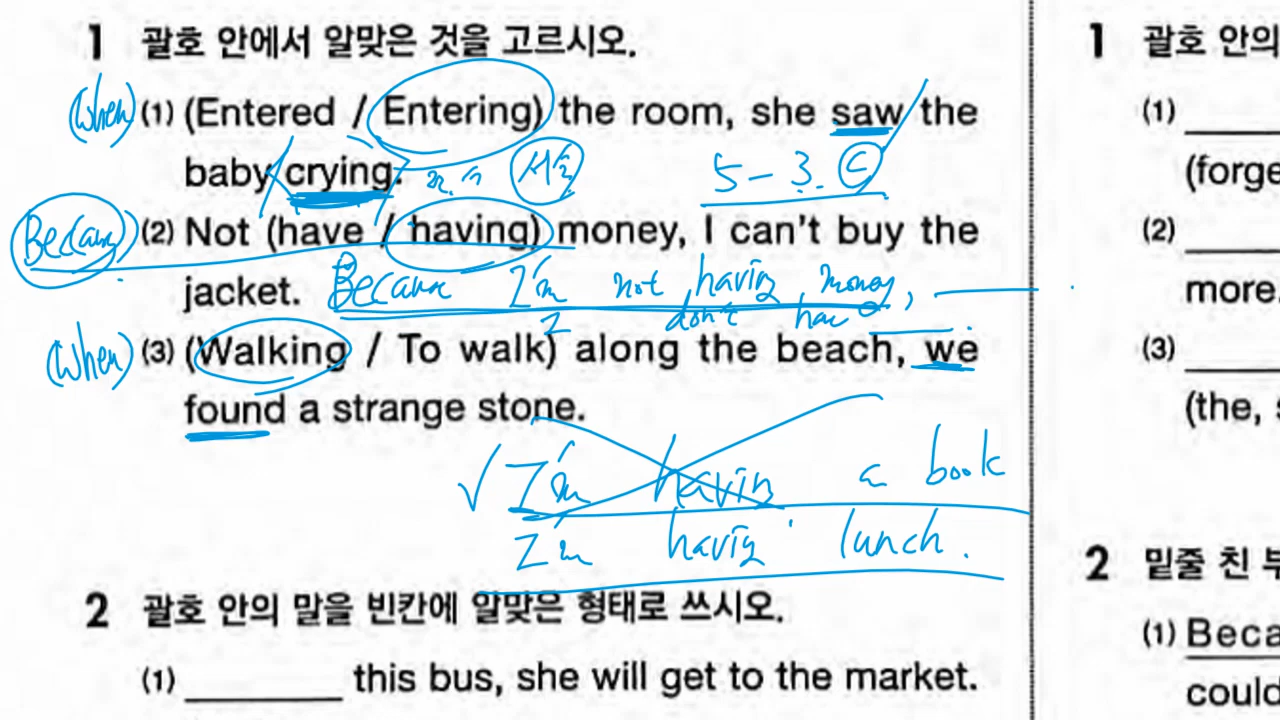 1 괄호 안에서 알맞은 것을 고르시오.
(When) (1) (Entered / Entering) the room, she saw the
baby crying. 서술
5-3. ⓒ
(Because) (2) Not (have / having) money, I can't buy the
jacket. Because I'm not having money,
I don't have
(When) (3) (Walking / To walk) along the beach, we
found a strange stone.
√ I'm having a book
I'm having lunch.
2 괄호 안의 말을 빈칸에 알맞은 형태로 쓰시오.
(1) ________ this bus, she will get to the market.
1 괄호 안의
(1)
(forge
(2)
more.
(3)
(the,
2 밑줄 친 부
(1) Beca
could